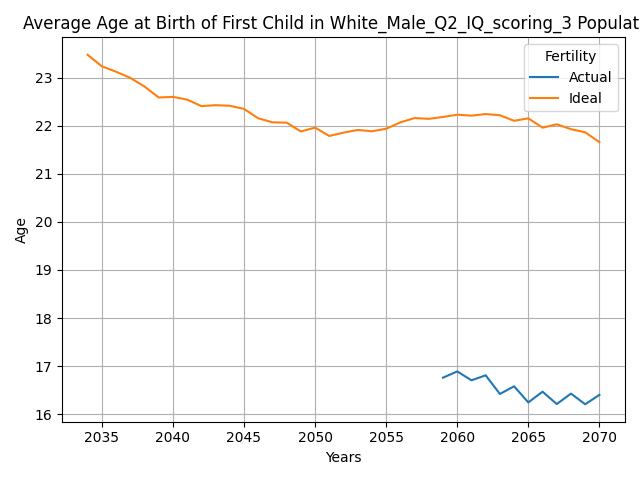 Average Age at Birth of First Child in White_Male_Q2_IQ_scoring_3 Populat
Fertility
Actual
Ideal
23
22
21
20
19
18
17
16
Age
2035 2040 2045 2050 2055 2060 2065 2070
Years